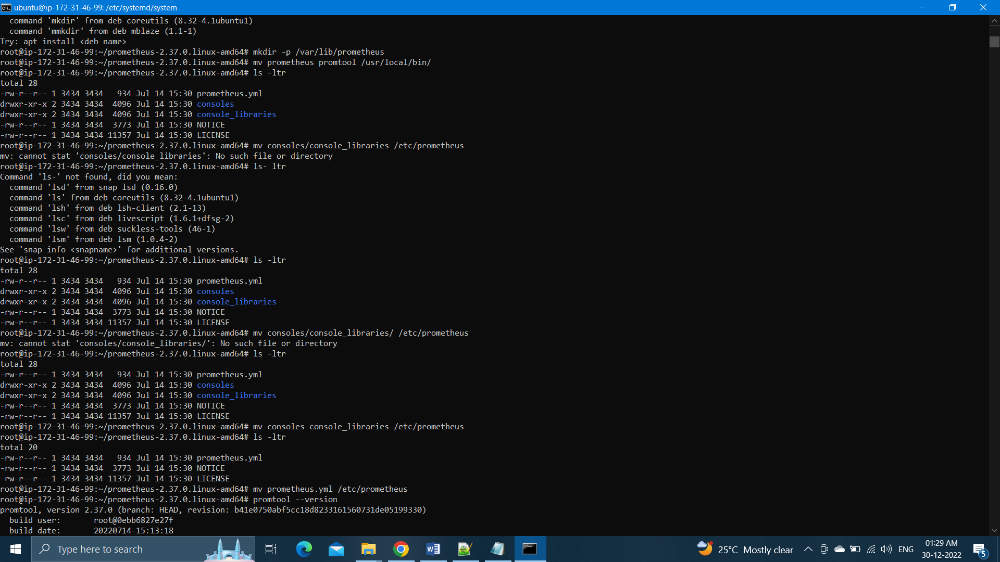 ubuntu@ip-172-31-46-99: /etc/systemd/system
  command 'mkdir' from deb coreutils (8.32-4.1ubuntu1)
  command 'mmkdir' from deb mblaze (1.1-1)
Try: apt install <deb name>
root@ip-172-31-46-99:~/prometheus-2.37.0.linux-amd64# mkdir -p /var/lib/prometheus
root@ip-172-31-46-99:~/prometheus-2.37.0.linux-amd64# mv prometheus promtool /usr/local/bin/
root@ip-172-31-46-99:~/prometheus-2.37.0.linux-amd64# ls -ltr
total 28
-rw-r--r-- 1 3434 3434   934 Jul 14 15:30 prometheus.yml
drwxr-xr-x 2 3434 3434  4096 Jul 14 15:30 consoles
drwxr-xr-x 2 3434 3434  4096 Jul 14 15:30 console_libraries
-rw-r--r-- 1 3434 3434  3773 Jul 14 15:30 NOTICE
-rw-r--r-- 1 3434 3434 11357 Jul 14 15:30 LICENSE
root@ip-172-31-46-99:~/prometheus-2.37.0.linux-amd64# mv consoles/console_libraries /etc/prometheus
mv: cannot stat 'consoles/console_libraries': No such file or directory
root@ip-172-31-46-99:~/prometheus-2.37.0.linux-amd64# ls- ltr
Command 'ls-' not found, did you mean:
  command 'lsd' from snap lsd (0.16.0)
  command 'ls' from deb coreutils (8.32-4.1ubuntu1)
  command 'lsh' from deb lsh-client (2.1-13)
  command 'lsc' from deb livescript (1.6.1+dfsg-2)
  command 'lsw' from deb suckless-tools (46-1)
  command 'lsm' from deb lsm (1.0.4-2)
See 'snap info <snapname>' for additional versions.
root@ip-172-31-46-99:~/prometheus-2.37.0.linux-amd64# ls -ltr
total 28
-rw-r--r-- 1 3434 3434   934 Jul 14 15:30 prometheus.yml
drwxr-xr-x 2 3434 3434  4096 Jul 14 15:30 consoles
drwxr-xr-x 2 3434 3434  4096 Jul 14 15:30 console_libraries
-rw-r--r-- 1 3434 3434  3773 Jul 14 15:30 NOTICE
-rw-r--r-- 1 3434 3434 11357 Jul 14 15:30 LICENSE
root@ip-172-31-46-99:~/prometheus-2.37.0.linux-amd64# mv consoles/console_libraries/ /etc/prometheus
mv: cannot stat 'consoles/console_libraries/': No such file or directory
root@ip-172-31-46-99:~/prometheus-2.37.0.linux-amd64# ls -ltr
total 28
-rw-r--r-- 1 3434 3434   934 Jul 14 15:30 prometheus.yml
drwxr-xr-x 2 3434 3434  4096 Jul 14 15:30 consoles
drwxr-xr-x 2 3434 3434  4096 Jul 14 15:30 console_libraries
-rw-r--r-- 1 3434 3434  3773 Jul 14 15:30 NOTICE
-rw-r--r-- 1 3434 3434 11357 Jul 14 15:30 LICENSE
root@ip-172-31-46-99:~/prometheus-2.37.0.linux-amd64# mv consoles console_libraries /etc/prometheus
root@ip-172-31-46-99:~/prometheus-2.37.0.linux-amd64# ls -ltr
total 20
-rw-r--r-- 1 3434 3434   934 Jul 14 15:30 prometheus.yml
-rw-r--r-- 1 3434 3434  3773 Jul 14 15:30 NOTICE
-rw-r--r-- 1 3434 3434 11357 Jul 14 15:30 LICENSE
root@ip-172-31-46-99:~/prometheus-2.37.0.linux-amd64# mv prometheus.yml /etc/prometheus
root@ip-172-31-46-99:~/prometheus-2.37.0.linux-amd64# promtool --version
promtool, version 2.37.0 (branch: HEAD, revision: b41e0750abf5cc18d8233161560731de05199330)
  build user:       root@0ebb6827e27f
  build date:       20220714-15:13:18
Type here to search
25°C Mostly clear
ENG
01:29 AM
30-12-2022
5